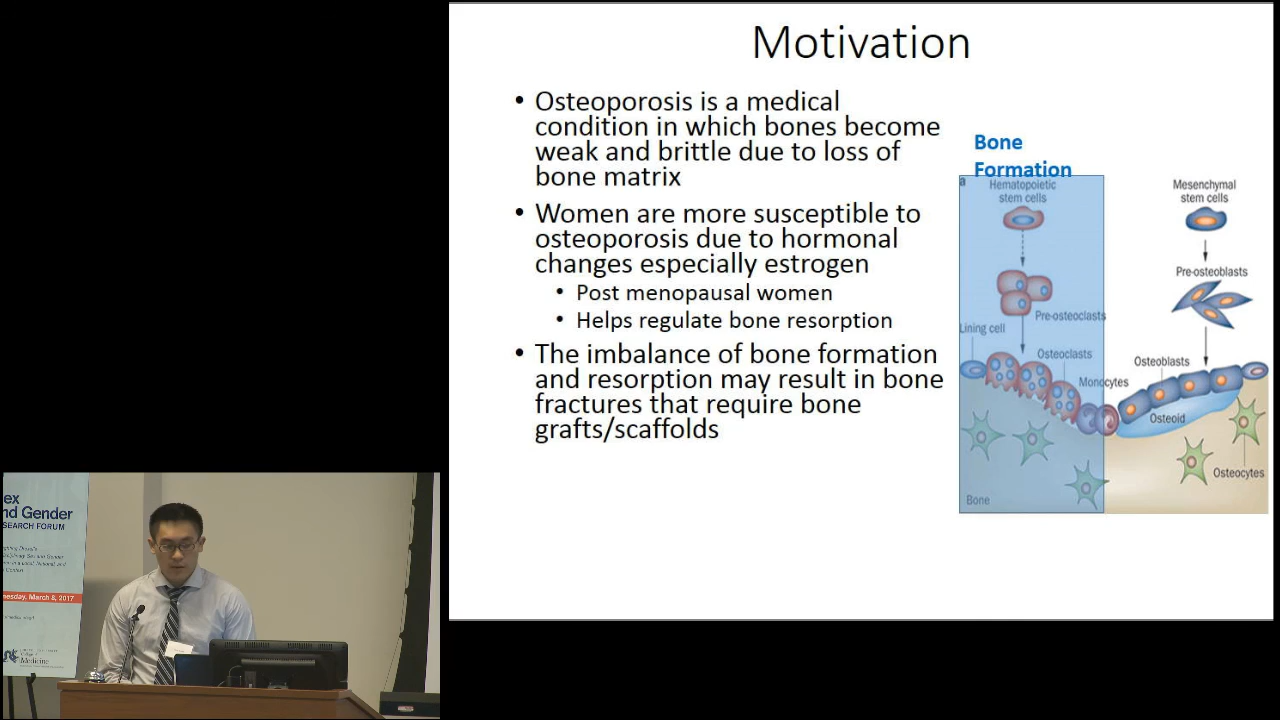 Motivation
• Osteoporosis is a medical
condition in which bones become
weak and brittle due to loss of
bone matrix
• Women are more susceptible to
osteoporosis due to hormonal
changes especially estrogen
• Post menopausal women
• Helps regulate bone resorption
• The imbalance of bone formation
and resorption may result in bone
fractures that require bone
grafts/scaffolds
Bone
Formation
a
Hematopoietic
stem cells
Mesenchymal
stem cells
Pre-osteoblasts
Pre-osteoclasts
Lining cell
Osteoclasts
Monocytes
Osteoblasts
Osteoid
Osteocytes
Bone
ex
nd Gender
SEARCH FORUM
nesday, March 8, 2017
Medicine